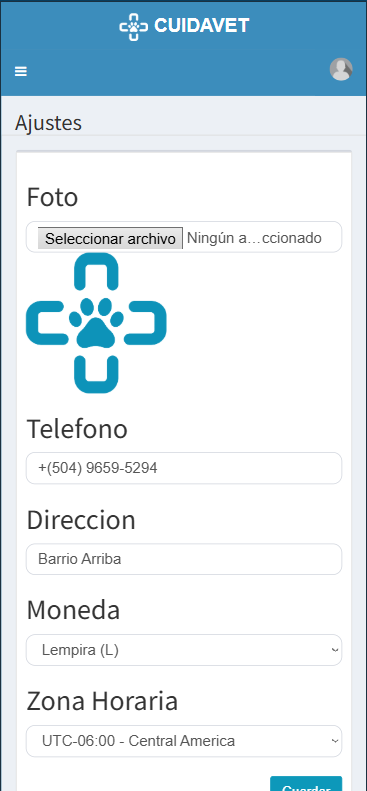 CUIDAVET
Ajustes
Foto
Seleccionar archivo Ningún a...ccionado
Telefono
+(504) 9659-5294
Direccion
Barrio Arriba
Moneda
Lempira (L)
Zona Horaria
UTC-06:00 - Central America
Guardar